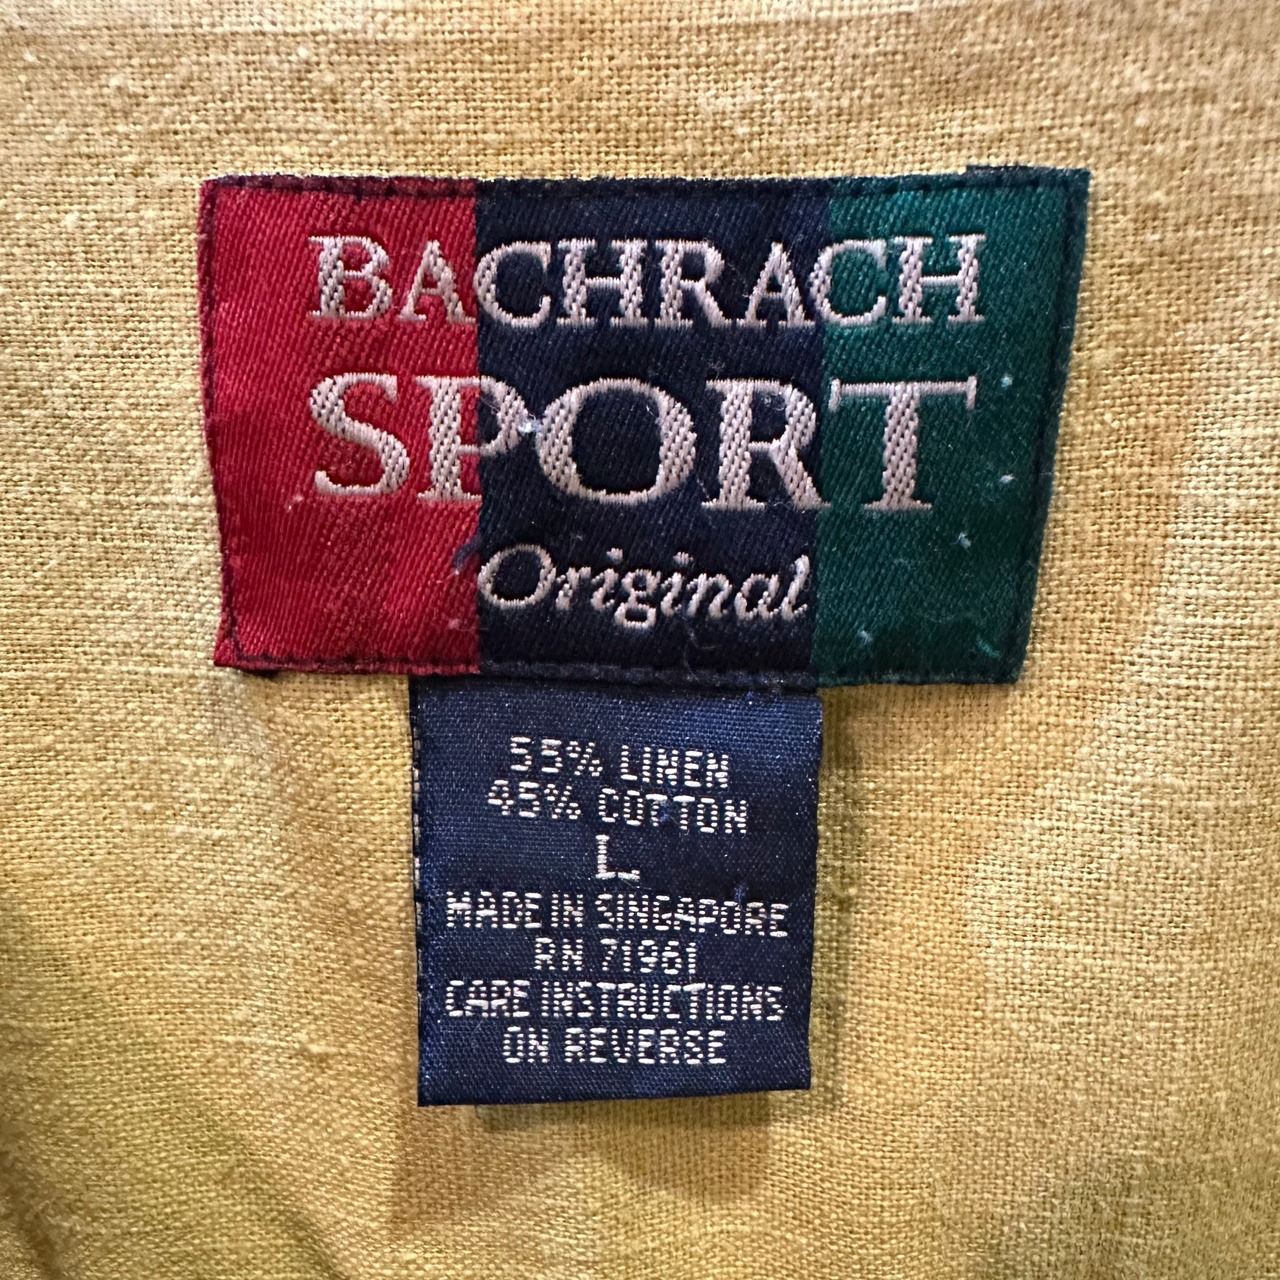 BACHRACH
SPORT
Original
55% LINEN
45% COTTON
L
MADE IN SINGAPORE
RN 71961
CARE INSTRUCTIONS
ON REVERSE